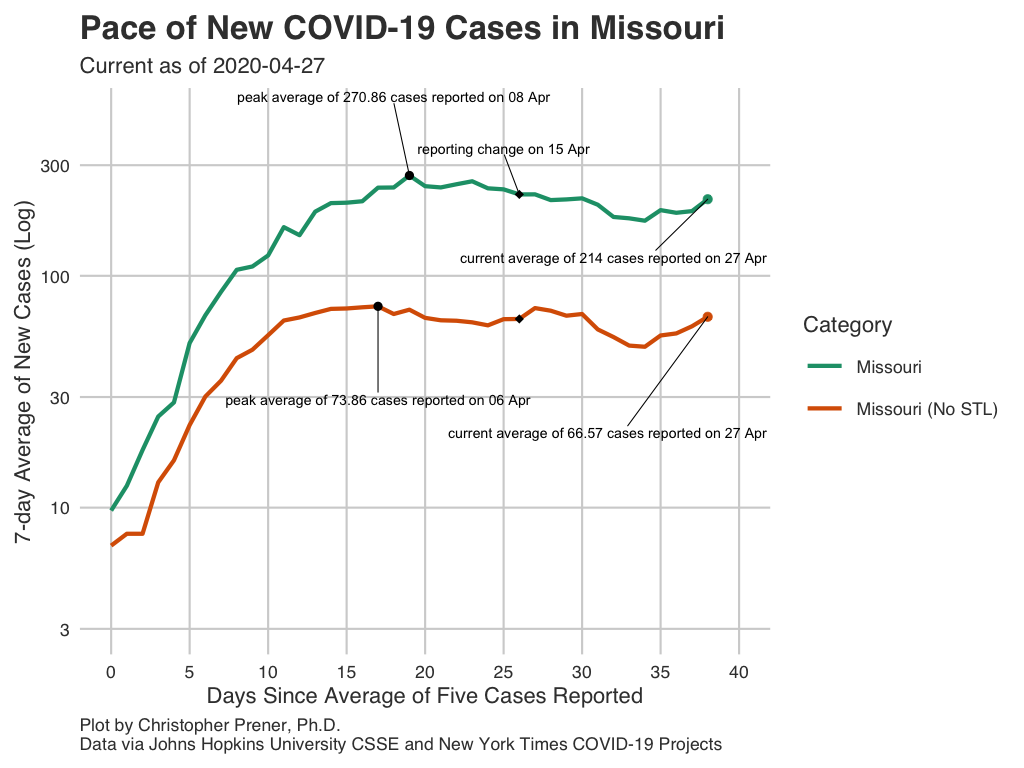 Pace of New COVID-19 Cases in Missouri
Current as of 2020-04-27
peak average of 270.86 cases reported on 08 Apr
reporting change on 15 Apr
current average of 214 cases reported on 27 Apr
peak average of 73.86 cases reported on 06 Apr
current average of 66.57 cases reported on 27 Apr
7-day Average of New Cases (Log)
300
100
30
10
3
0 5 10 15 20 25 30 35 40
Days Since Average of Five Cases Reported
Category
Missouri
Missouri (No STL)
Plot by Christopher Prener, Ph.D.
Data via Johns Hopkins University CSSE and New York Times COVID-19 Projects